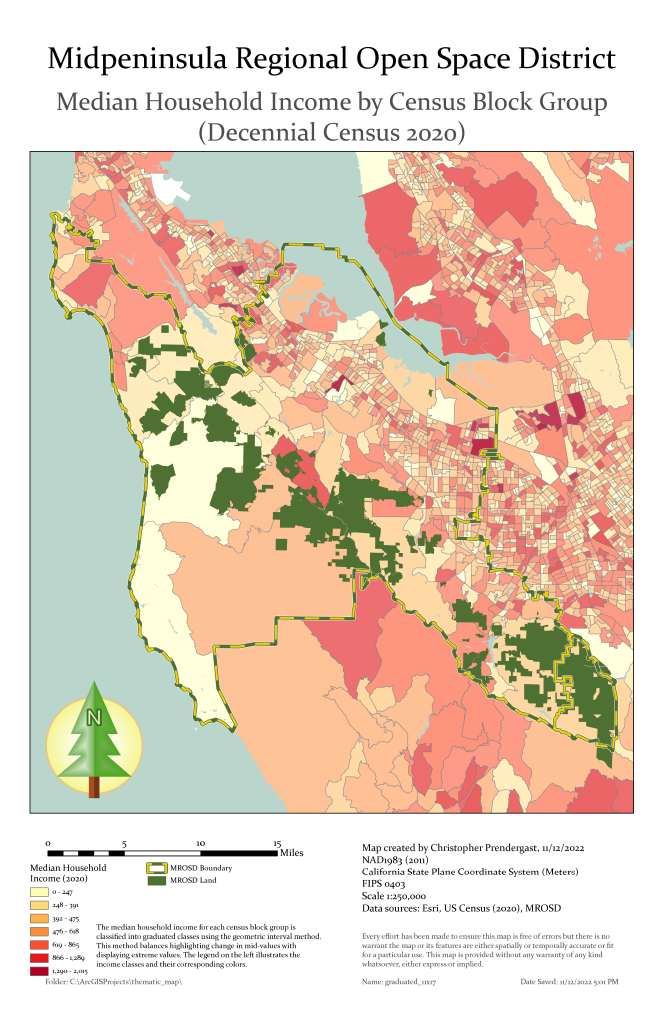 Midpeninsula Regional Open Space District
Median Household Income by Census Block Group
(Decennial Census 2020)
N
0 5 10 15
Miles
Median Household
Income (2020)
0 - 247
248 - 391
392 - 475
476 - 618
619 - 865
866 - 1,289
1,290 - 2,015
MROSD Boundary
MROSD Land
The median household income for each census block group is
classified into graduated classes using the geometric interval method.
This method balances highlighting change in mid-values with
displaying extreme values. The legend on the left illustrates the
income classes and their corresponding colors.
Folder: C:\ArcGISProjects\thematic_map\
Map created by Christopher Prendergast, 11/12/2022
NAD1983 (2011)
California State Plane Coordinate System (Meters)
FIPS 0403
Scale 1:250,000
Data sources: Esri, US Census (2020), MROSD
Every effort has been made to ensure this map is free of errors but there is no
warrant the map or its features are either spatially or temporally accurate or fit
for a particular use. This map is provided without any warranty of any kind
whatsoever, either express or implied.
Name: graduated_11x17
Date Saved: 11/12/2022 5:01 PM